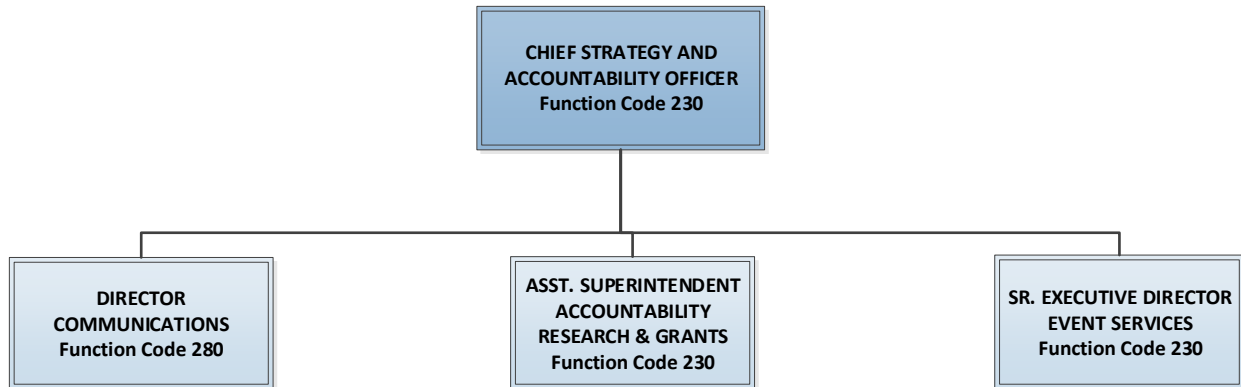 CHIEF STRATEGY AND
ACCOUNTABILITY OFFICER
Function Code 230
DIRECTOR
COMMUNICATIONS
Function Code 280
ASST. SUPERINTENDENT
ACCOUNTABILITY
RESEARCH & GRANTS
Function Code 230
SR. EXECUTIVE DIRECTOR
EVENT SERVICES
Function Code 230